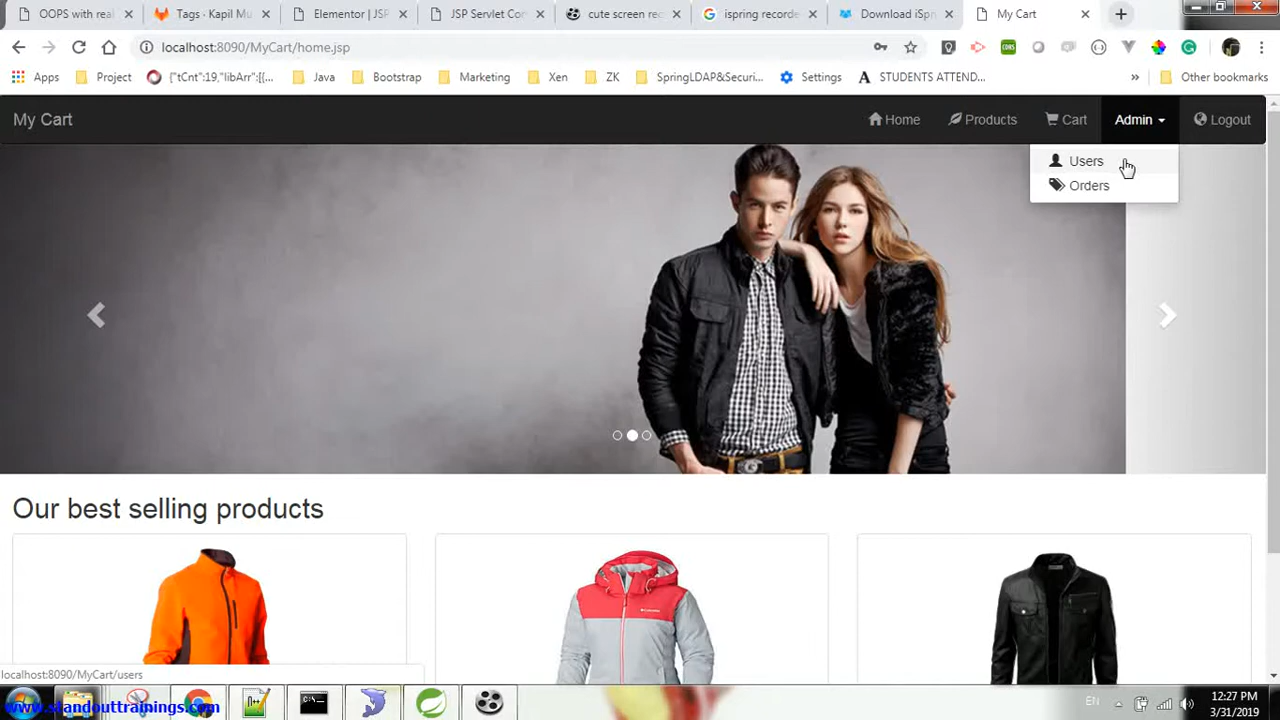 OOPS with real
Tags · Kapil Mu
Elementor | JSP
JSP Servlet D
cute screen rec
ispring recorde
Download iSpri
My Cart
localhost:8090/MyCart/home.jsp
Apps
Project
{"tCnt":19,"libArr":[{...
Java
Bootstrap
Marketing
Xen
ZK
SpringLDAP&Securi...
Settings
STUDENTS ATTEND...
»
Other bookmarks
My Cart
Home
Products
Cart
Admin
Logout
Users
Orders
Our best selling products
localhost:8090/MyCart/users
www.standouttrainings.com
EN
12:27 PM
3/31/2019